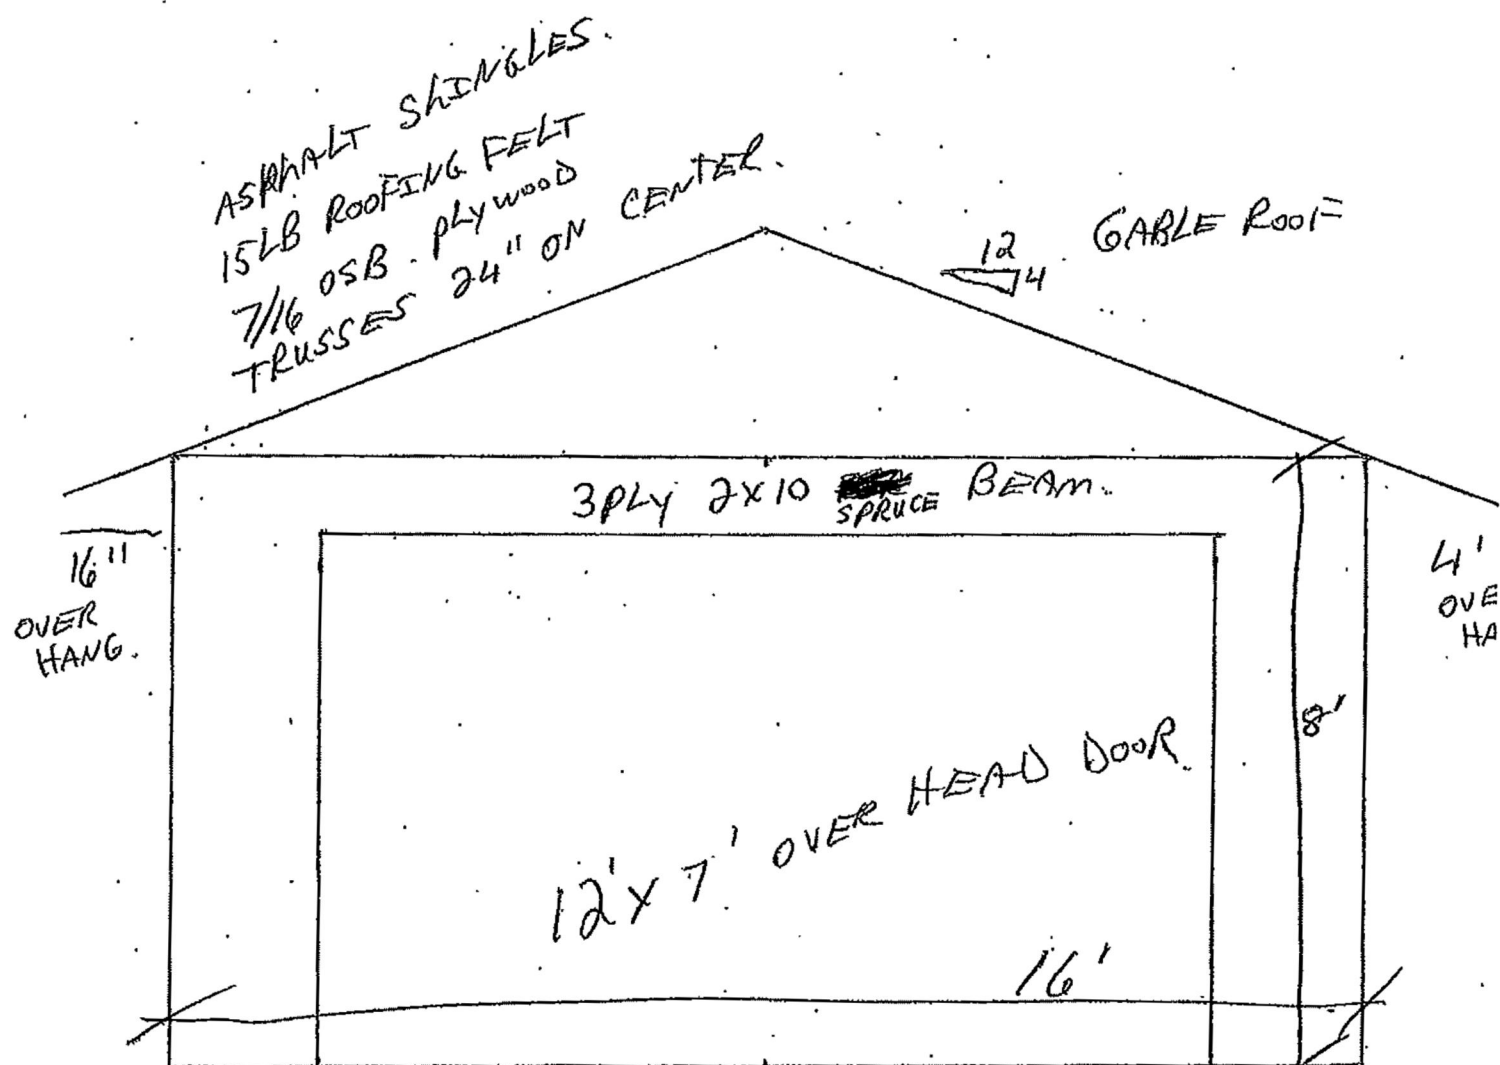 ASPHALT SHINGLES.
15LB ROOFING FELT
7/16 OSB. PLYWOOD
TRUSSES 24" ON CENTER.
12
4
GABLE ROOF
3PLY 2X10 SPRUCE BEAM.
16"
OVER
HANG.
4'
OVE
HA
8'
12' X 7' OVER HEAD DOOR.
16'